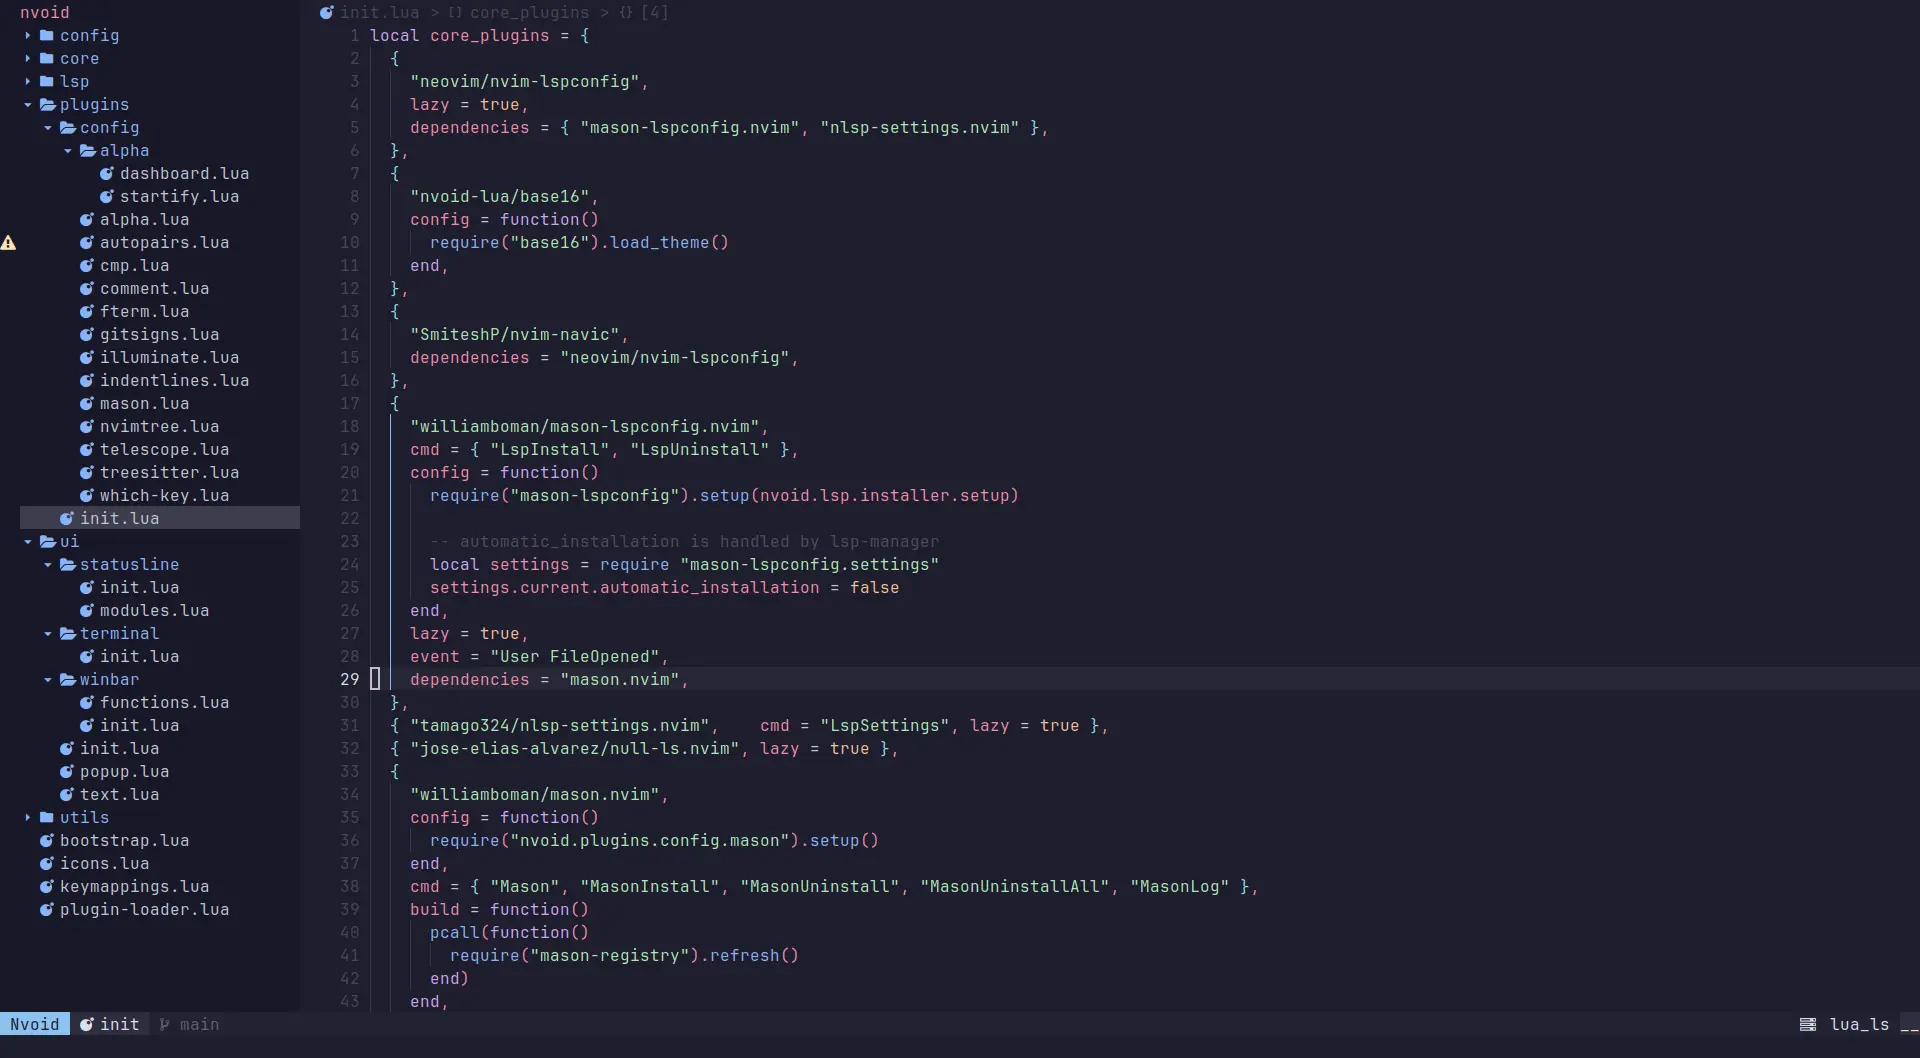 nvoid
config
core
lsp
plugins
config
alpha
dashboard.lua
startify.lua
alpha.lua
autopairs.lua
cmp.lua
comment.lua
fterm.lua
gitsigns.lua
illuminate.lua
indentlines.lua
mason.lua
nvimtree.lua
telescope.lua
treesitter.lua
which-key.lua
init.lua
ui
statusline
init.lua
modules.lua
terminal
init.lua
winbar
functions.lua
init.lua
init.lua
popup.lua
text.lua
utils
bootstrap.lua
icons.lua
keymappings.lua
plugin-loader.lua
init.lua > [] core_plugins > {} [4]
1 local core_plugins = {
2 {
3 "neovim/nvim-lspconfig",
4 lazy = true,
5 dependencies = { "mason-lspconfig.nvim", "nlsp-settings.nvim" },
6 },
7 {
8 "nvoid-lua/base16",
9 config = function()
10 require("base16").load_theme()
11 end,
12 },
13 {
14 "SmiteshP/nvim-navic",
15 dependencies = "neovim/nvim-lspconfig",
16 },
17 {
18 "williamboman/mason-lspconfig.nvim",
19 cmd = { "LspInstall", "LspUninstall" },
20 config = function()
21 require("mason-lspconfig").setup(nvoid.lsp.installer.setup)
22
23 -- automatic_installation is handled by lsp-manager
24 local settings = require "mason-lspconfig.settings"
25 settings.current.automatic_installation = false
26 end,
27 lazy = true,
28 event = "User FileOpened",
29 dependencies = "mason.nvim",
30 },
31 { "tamago324/nlsp-settings.nvim",    cmd = "LspSettings", lazy = true },
32 { "jose-elias-alvarez/null-ls.nvim", lazy = true },
33 {
34 "williamboman/mason.nvim",
35 config = function()
36 require("nvoid.plugins.config.mason").setup()
37 end,
38 cmd = { "Mason", "MasonInstall", "MasonUninstall", "MasonUninstallAll", "MasonLog" },
39 build = function()
40 pcall(function()
41 require("mason-registry").refresh()
42 end)
43 end,
Nvoid init main lua_ls __